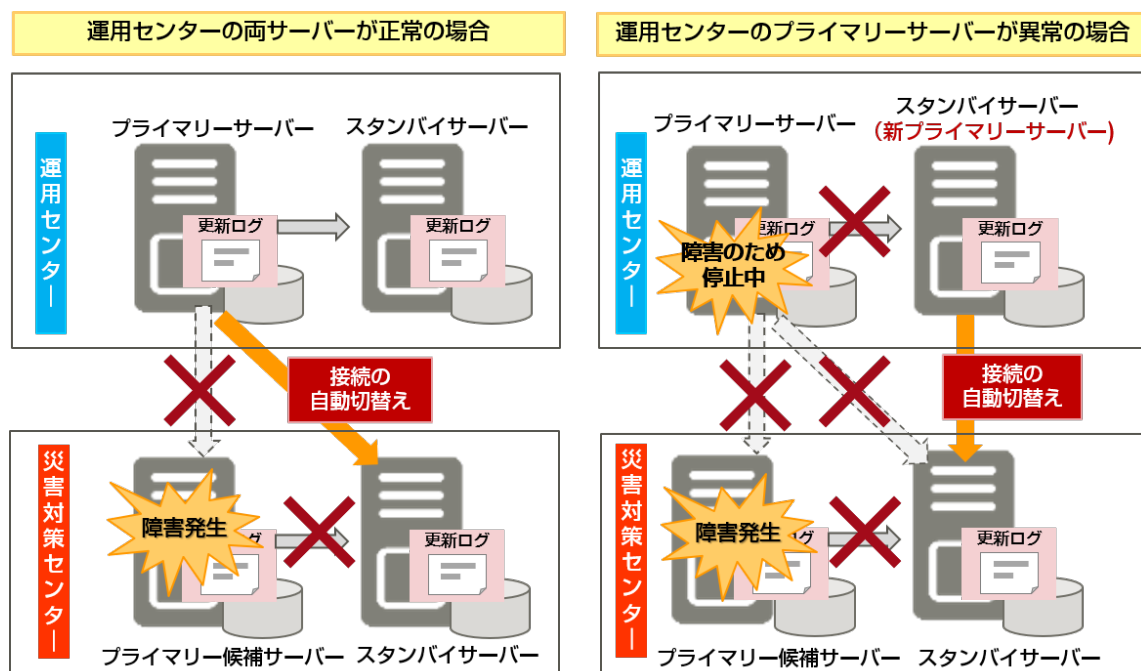 運用センターの両サーバーが正常の場合
プライマリーサーバー
スタンバイサーバー
運用センター
更新ログ
更新ログ
接続の
自動切替え
災害対策センター
障害発生
ログ
更新ログ
プライマリー候補サーバー
スタンバイサーバー
運用センターのプライマリーサーバーが異常の場合
プライマリーサーバー
スタンバイサーバー
(新プライマリーサーバー)
運用センター
更新ログ
障害のため
停止中
更新ログ
接続の
自動切替え
災害対策センター
障害発生
ログ
更新ログ
プライマリー候補サーバー
スタンバイサーバー